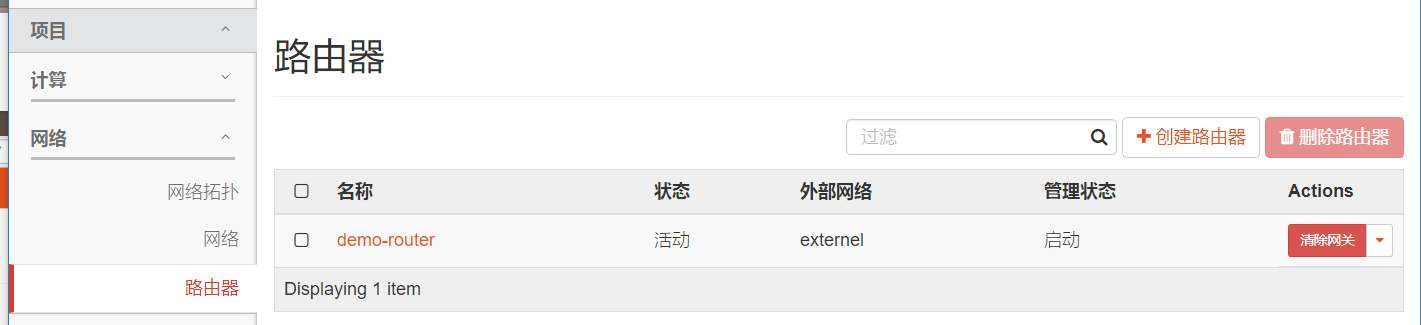 项目
计算
网络
网络拓扑
网络
路由器
路由器
过滤 创建路由器 删除路由器
名称 状态 外部网络 管理状态 Actions
demo-router 活动 externel 启动 清除网关
Displaying 1 item